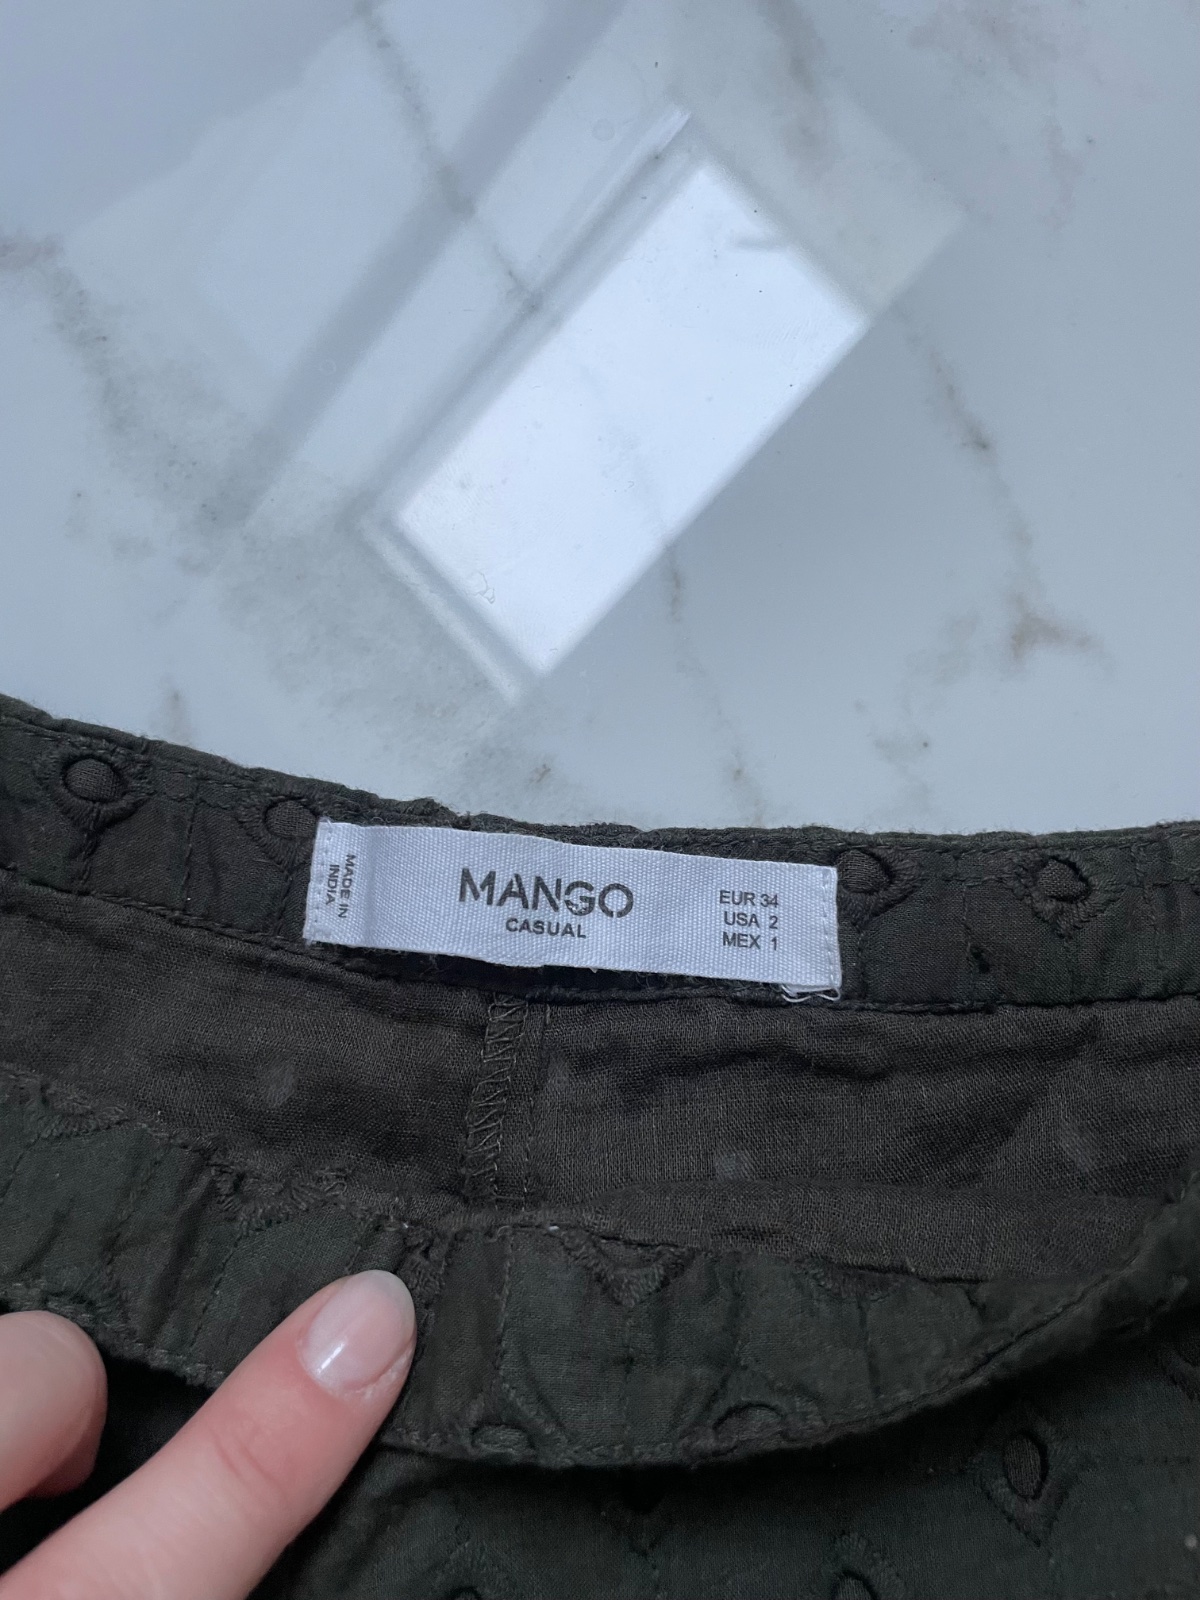 MADE IN
INDIA
MANGO
CASUAL
EUR 34
USA 2
MEX 1